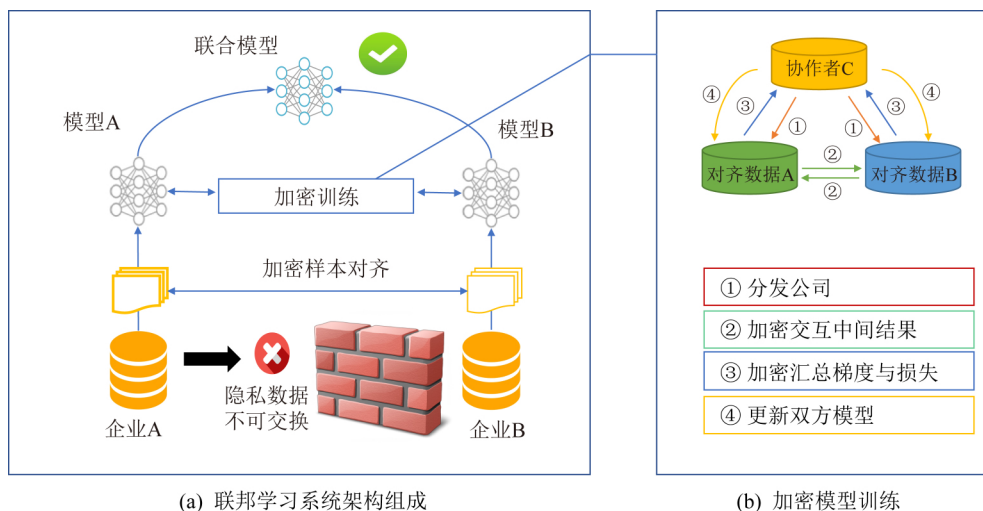 联合模型
模型A
模型B
加密训练
加密样本对齐
隐私数据
不可交换
企业A
企业B
(a) 联邦学习系统架构组成
协作者C
④
③
①
①
③
④
对齐数据A
②
②
对齐数据B
① 分发公司
② 加密交互中间结果
③ 加密汇总梯度与损失
④ 更新双方模型
(b) 加密模型训练